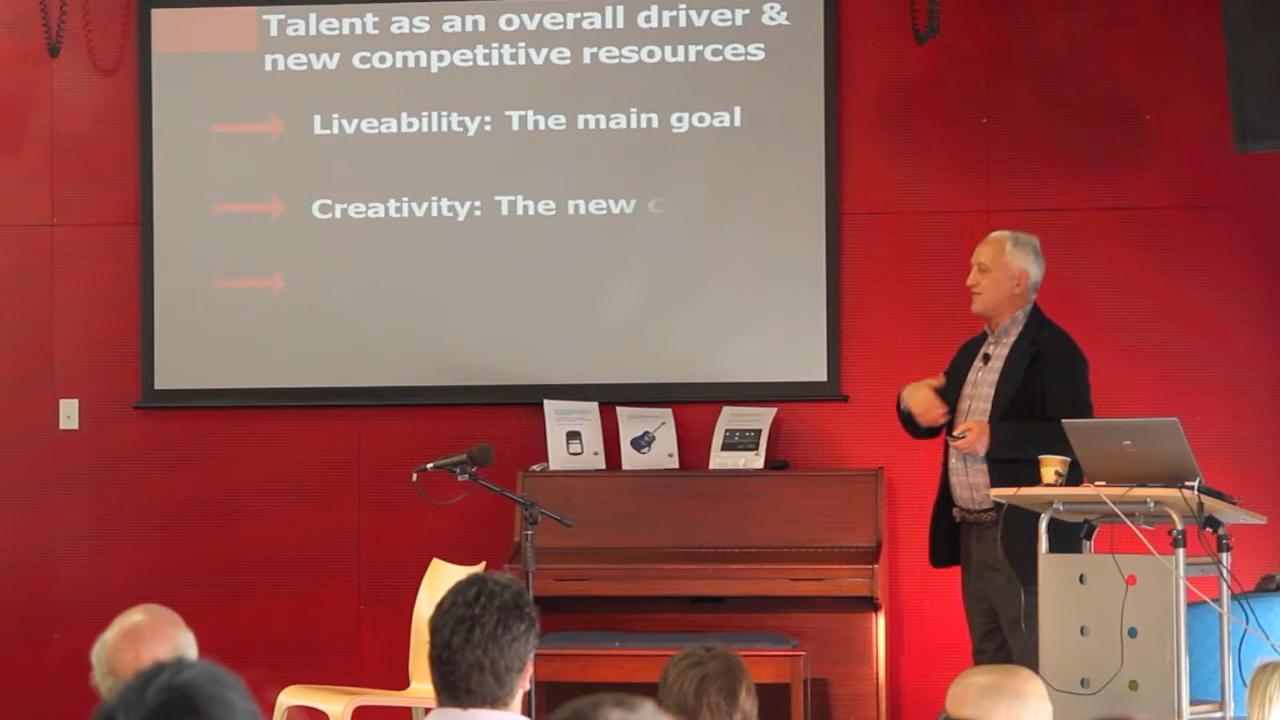 Talent as an overall driver &
new competitive resources
Liveability: The main goal
Creativity: The new c